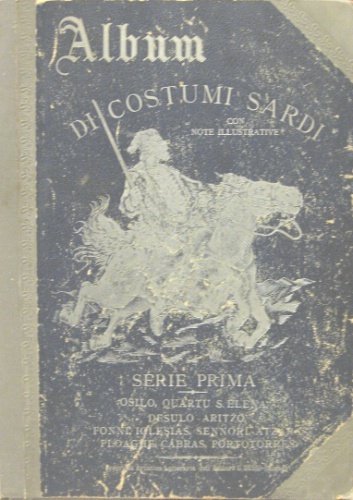 Album
DI COSTUMI SARDI
CON
NOTE ILLUSTRATIVE
SERIE PRIMA
OSILO, QUARTU S. ELENA
DESULO ARITZO,
FONNI, IGLESIAS, SENNORI, ATZARA
PLOAGHE, CABRAS, PORTOTORRES